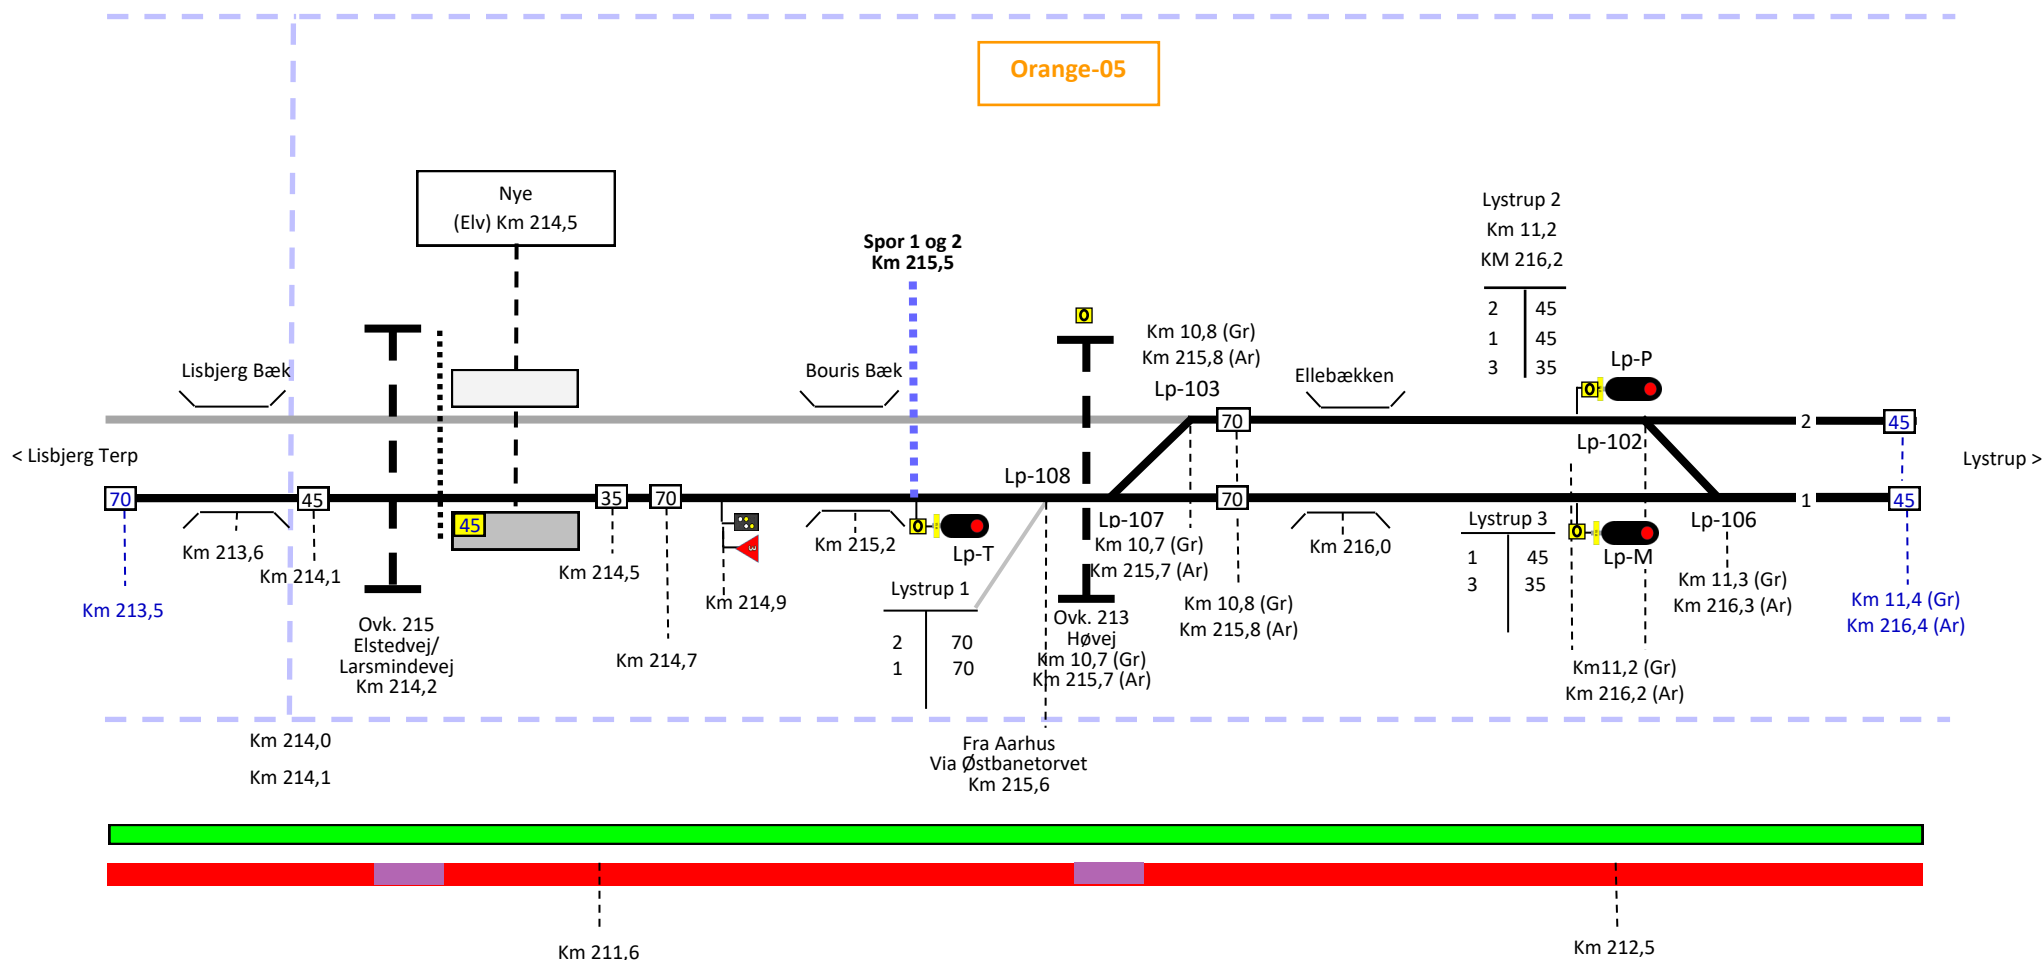 Orange-05
Nye
(Elv) Km 214,5
Spor 1 og 2
Km 215,5
Lystrup 2
Km 11,2
KM 216,2
2 45
1 45
3 35
0
Km 10,8 (Gr)
Km 215,8 (Ar)
Lp-103
Lisbjerg Bæk
Bouris Bæk
Ellebækken
Lp-P
0
70
2
45
Lp-102
< Lisbjerg Terp
Lystrup >
Lp-108
70
45
35
70
70
1
45
45
Km 213,6
Km 214,1
Km 214,5
3
Km 215,2
0
Lp-T
Lp-107
Km 10,7 (Gr)
Km 215,7 (Ar)
Km 216,0
Lystrup 3
1 45
3 35
0
Lp-M
Lp-106
Km 213,5
Km 214,9
Lystrup 1
2 70
1 70
Km 10,8 (Gr)
Km 215,8 (Ar)
Km 11,3 (Gr)
Km 216,3 (Ar)
Km 11,4 (Gr)
Km 216,4 (Ar)
Ovk. 215
Elstedvej/
Larsmindevej
Km 214,2
Km 214,7
Ovk. 213
Høvej
Km 10,7 (Gr)
Km 215,7 (Ar)
Km11,2 (Gr)
Km 216,2 (Ar)
Km 214,0
Km 214,1
Fra Aarhus
Via Østbanetorvet
Km 215,6
Km 211,6
Km 212,5